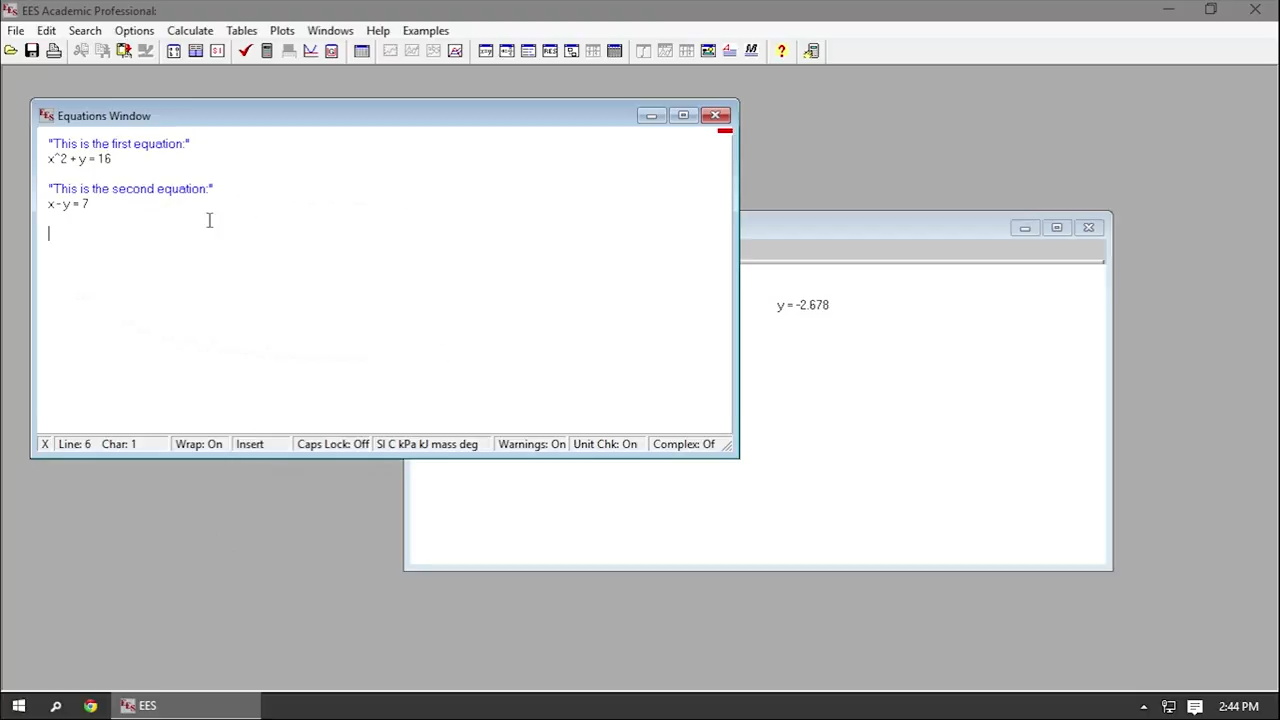 EES Academic Professional:
File Edit Search Options Calculate Tables Plots Windows Help Examples
Equations Window
"This is the first equation:"
x^2 + y = 16
"This is the second equation:"
x - y = 7
y = -2.678
X Line: 6 Char: 1 Wrap: On Insert Caps Lock: Off SI C kPa kJ mass deg Warnings: On Unit Chk: On Complex: Of
EES
2:44 PM